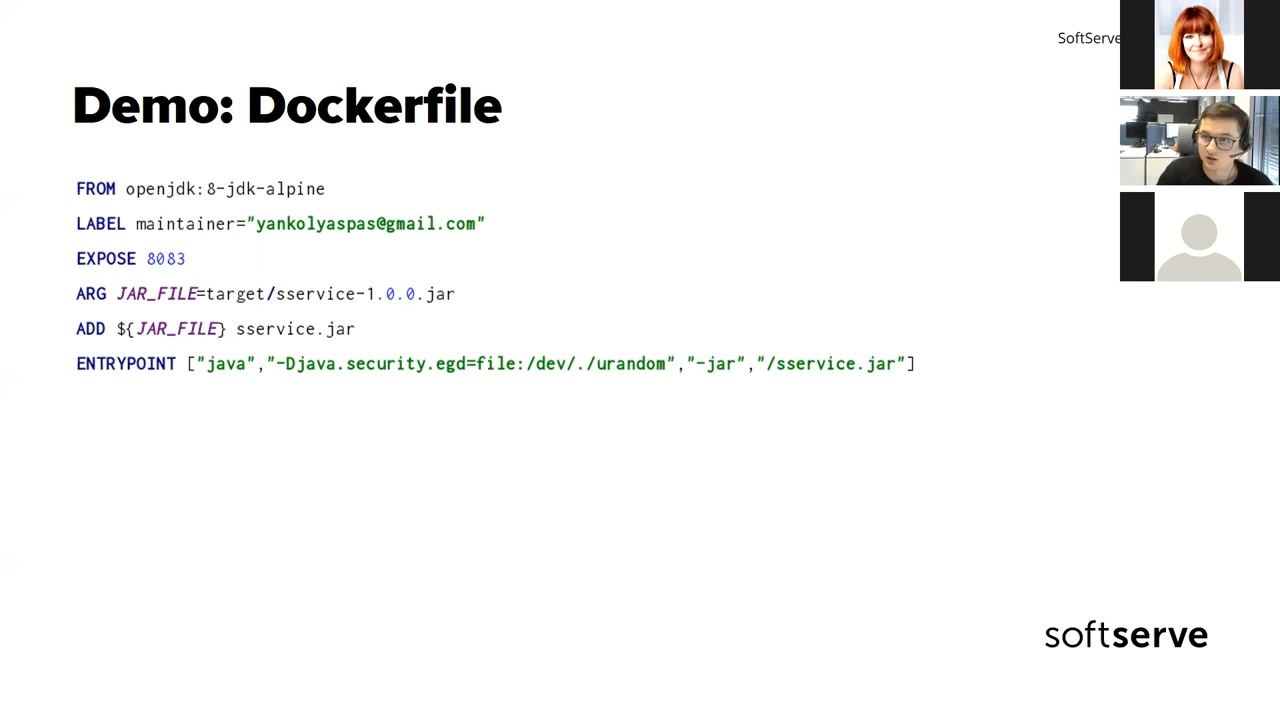 SoftServe
Demo: Dockerfile
FROM openjdk:8-jdk-alpine
LABEL maintainer="yankolyaspas@gmail.com"
EXPOSE 8083
ARG JAR_FILE=target/sservice-1.0.0.jar
ADD ${JAR_FILE} sservice.jar
ENTRYPOINT ["java","-Djava.security.egd=file:/dev/./urandom","-jar","/sservice.jar"]
softserve